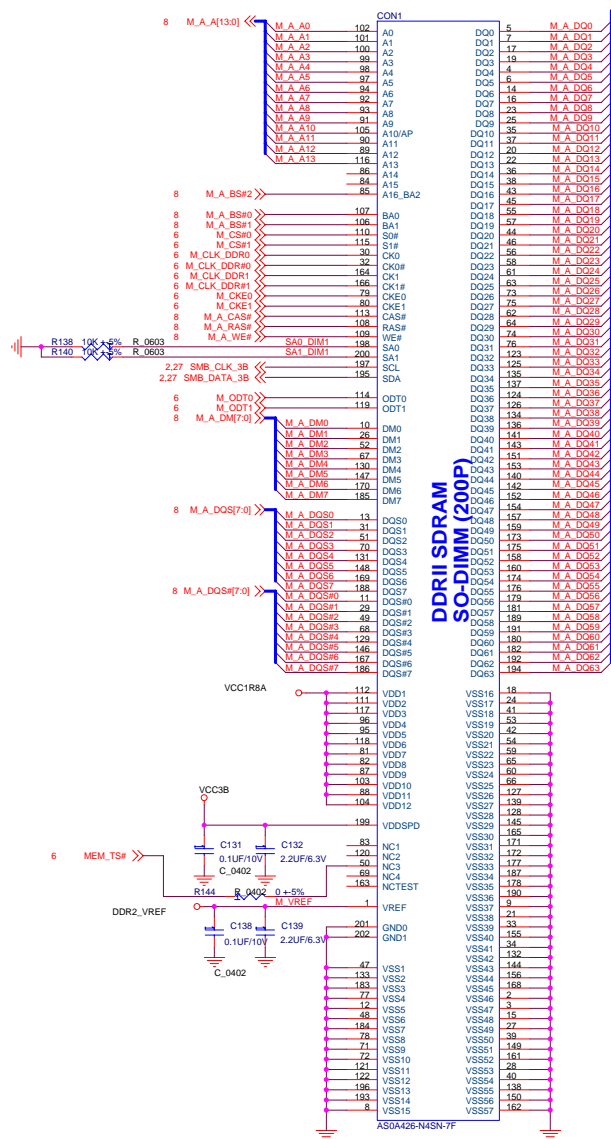 CON1
8 M_A_A[13:0]
M_A_A0 102 A0
M_A_A1 101 A1
M_A_A2 100 A2
M_A_A3 99 A3
M_A_A4 98 A4
M_A_A5 97 A5
M_A_A6 94 A6
M_A_A7 92 A7
M_A_A8 93 A8
M_A_A9 91 A9
M_A_A10 105 A10/AP
M_A_A11 90 A11
M_A_A12 89 A12
M_A_A13 116 A13
86 A14
84 A15
8 M_A_BS#2 85 A16_BA2
8 M_A_BS#0 107 BA0
8 M_A_BS#1 106 BA1
6 M_CS#0 110 S0#
6 M_CS#1 115 S1#
6 M_CLK_DDR0 30 CK0
6 M_CLK_DDR#0 32 CK0#
6 M_CLK_DDR1 164 CK1
6 M_CLK_DDR#1 166 CK1#
6 M_CKE0 79 CKE0
6 M_CKE1 80 CKE1
8 M_A_CAS# 113 CAS#
8 M_A_RAS# 108 RAS#
8 M_A_WE# 109 WE#
R138 10K +-5% R_0603 SA0_DIM1 198 SA0
R140 10K +-5% R_0603 SA1_DIM1 200 SA1
2,27 SMB_CLK_3B 197 SCL
2,27 SMB_DATA_3B 195 SDA
6 M_ODT0 114 ODT0
6 M_ODT1 119 ODT1
8 M_A_DM[7:0]
M_A_DM0 10 DM0
M_A_DM1 26 DM1
M_A_DM2 52 DM2
M_A_DM3 67 DM3
M_A_DM4 130 DM4
M_A_DM5 147 DM5
M_A_DM6 170 DM6
M_A_DM7 185 DM7
8 M_A_DQS[7:0]
M_A_DQS0 13 DQS0
M_A_DQS1 31 DQS1
M_A_DQS2 51 DQS2
M_A_DQS3 70 DQS3
M_A_DQS4 131 DQS4
M_A_DQS5 148 DQS5
M_A_DQS6 169 DQS6
M_A_DQS7 188 DQS7
8 M_A_DQS#[7:0]
M_A_DQS#0 11 DQS#0
M_A_DQS#1 29 DQS#1
M_A_DQS#2 49 DQS#2
M_A_DQS#3 68 DQS#3
M_A_DQS#4 129 DQS#4
M_A_DQS#5 146 DQS#5
M_A_DQS#6 167 DQS#6
M_A_DQS#7 186 DQS#7
VCC1R8A
112 VDD1
111 VDD2
117 VDD3
96 VDD4
95 VDD5
118 VDD6
81 VDD7
82 VDD8
87 VDD9
103 VDD10
88 VDD11
104 VDD12
VCC3B
199 VDDSPD
C131 0.1UF/10V C_0402
C132 2.2UF/6.3V
83 NC1
120 NC2
50 NC3
69 NC4
163 NCTEST
6 MEM_TS#
R144 R_0402 0 +-5%
DDR2_VREF M_VREF 1 VREF
C138 0.1UF/10V C_0402
C139 2.2UF/6.3V
201 GND0
202 GND1
47 VSS1
133 VSS2
183 VSS3
77 VSS4
12 VSS5
48 VSS6
184 VSS7
78 VSS8
71 VSS9
72 VSS10
121 VSS11
122 VSS12
196 VSS13
193 VSS14
8 VSS15
AS0A426-N4SN-7F
DDRII SDRAM
SO-DIMM (200P)
DQ0 5 M_A_DQ0
DQ1 7 M_A_DQ1
DQ2 17 M_A_DQ2
DQ3 19 M_A_DQ3
DQ4 4 M_A_DQ4
DQ5 6 M_A_DQ5
DQ6 14 M_A_DQ6
DQ7 16 M_A_DQ7
DQ8 23 M_A_DQ8
DQ9 25 M_A_DQ9
DQ10 35 M_A_DQ10
DQ11 37 M_A_DQ11
DQ12 20 M_A_DQ12
DQ13 22 M_A_DQ13
DQ14 36 M_A_DQ14
DQ15 38 M_A_DQ15
DQ16 43 M_A_DQ16
DQ17 45 M_A_DQ17
DQ18 55 M_A_DQ18
DQ19 57 M_A_DQ19
DQ20 44 M_A_DQ20
DQ21 46 M_A_DQ21
DQ22 56 M_A_DQ22
DQ23 58 M_A_DQ23
DQ24 61 M_A_DQ24
DQ25 63 M_A_DQ25
DQ26 73 M_A_DQ26
DQ27 75 M_A_DQ27
DQ28 62 M_A_DQ28
DQ29 64 M_A_DQ29
DQ30 74 M_A_DQ30
DQ31 76 M_A_DQ31
DQ32 123 M_A_DQ32
DQ33 125 M_A_DQ33
DQ34 135 M_A_DQ34
DQ35 137 M_A_DQ35
DQ36 124 M_A_DQ36
DQ37 126 M_A_DQ37
DQ38 134 M_A_DQ38
DQ39 136 M_A_DQ39
DQ40 141 M_A_DQ40
DQ41 143 M_A_DQ41
DQ42 151 M_A_DQ42
DQ43 153 M_A_DQ43
DQ44 140 M_A_DQ44
DQ45 142 M_A_DQ45
DQ46 152 M_A_DQ46
DQ47 154 M_A_DQ47
DQ48 157 M_A_DQ48
DQ49 159 M_A_DQ49
DQ50 173 M_A_DQ50
DQ51 175 M_A_DQ51
DQ52 158 M_A_DQ52
DQ53 160 M_A_DQ53
DQ54 174 M_A_DQ54
DQ55 176 M_A_DQ55
DQ56 179 M_A_DQ56
DQ57 181 M_A_DQ57
DQ58 189 M_A_DQ58
DQ59 191 M_A_DQ59
DQ60 180 M_A_DQ60
DQ61 182 M_A_DQ61
DQ62 192 M_A_DQ62
DQ63 194 M_A_DQ63
VSS16 18
VSS17 24
VSS18 41
VSS19 53
VSS20 42
VSS21 54
VSS22 59
VSS23 65
VSS24 60
VSS25 66
VSS26 127
VSS27 139
VSS28 128
VSS29 145
VSS30 165
VSS31 171
VSS32 172
VSS33 177
VSS34 187
VSS35 178
VSS36 190
VSS37 9
VSS38 21
VSS39 33
VSS40 155
VSS41 34
VSS42 132
VSS43 144
VSS44 156
VSS45 168
VSS46 2
VSS47 3
VSS48 15
VSS49 27
VSS50 39
VSS51 149
VSS52 161
VSS53 28
VSS54 40
VSS55 138
VSS56 150
VSS57 162